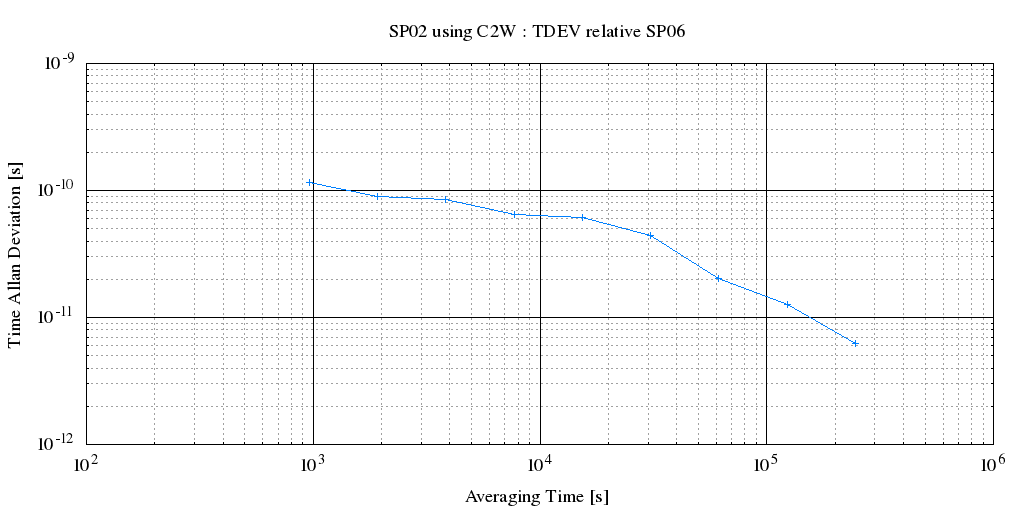 SP02 using C2W : TDEV relative SP06
10^-9
10^-10
10^-11
10^-12
Time Allan Deviation [s]
10^2 10^3 10^4 10^5 10^6
Averaging Time [s]